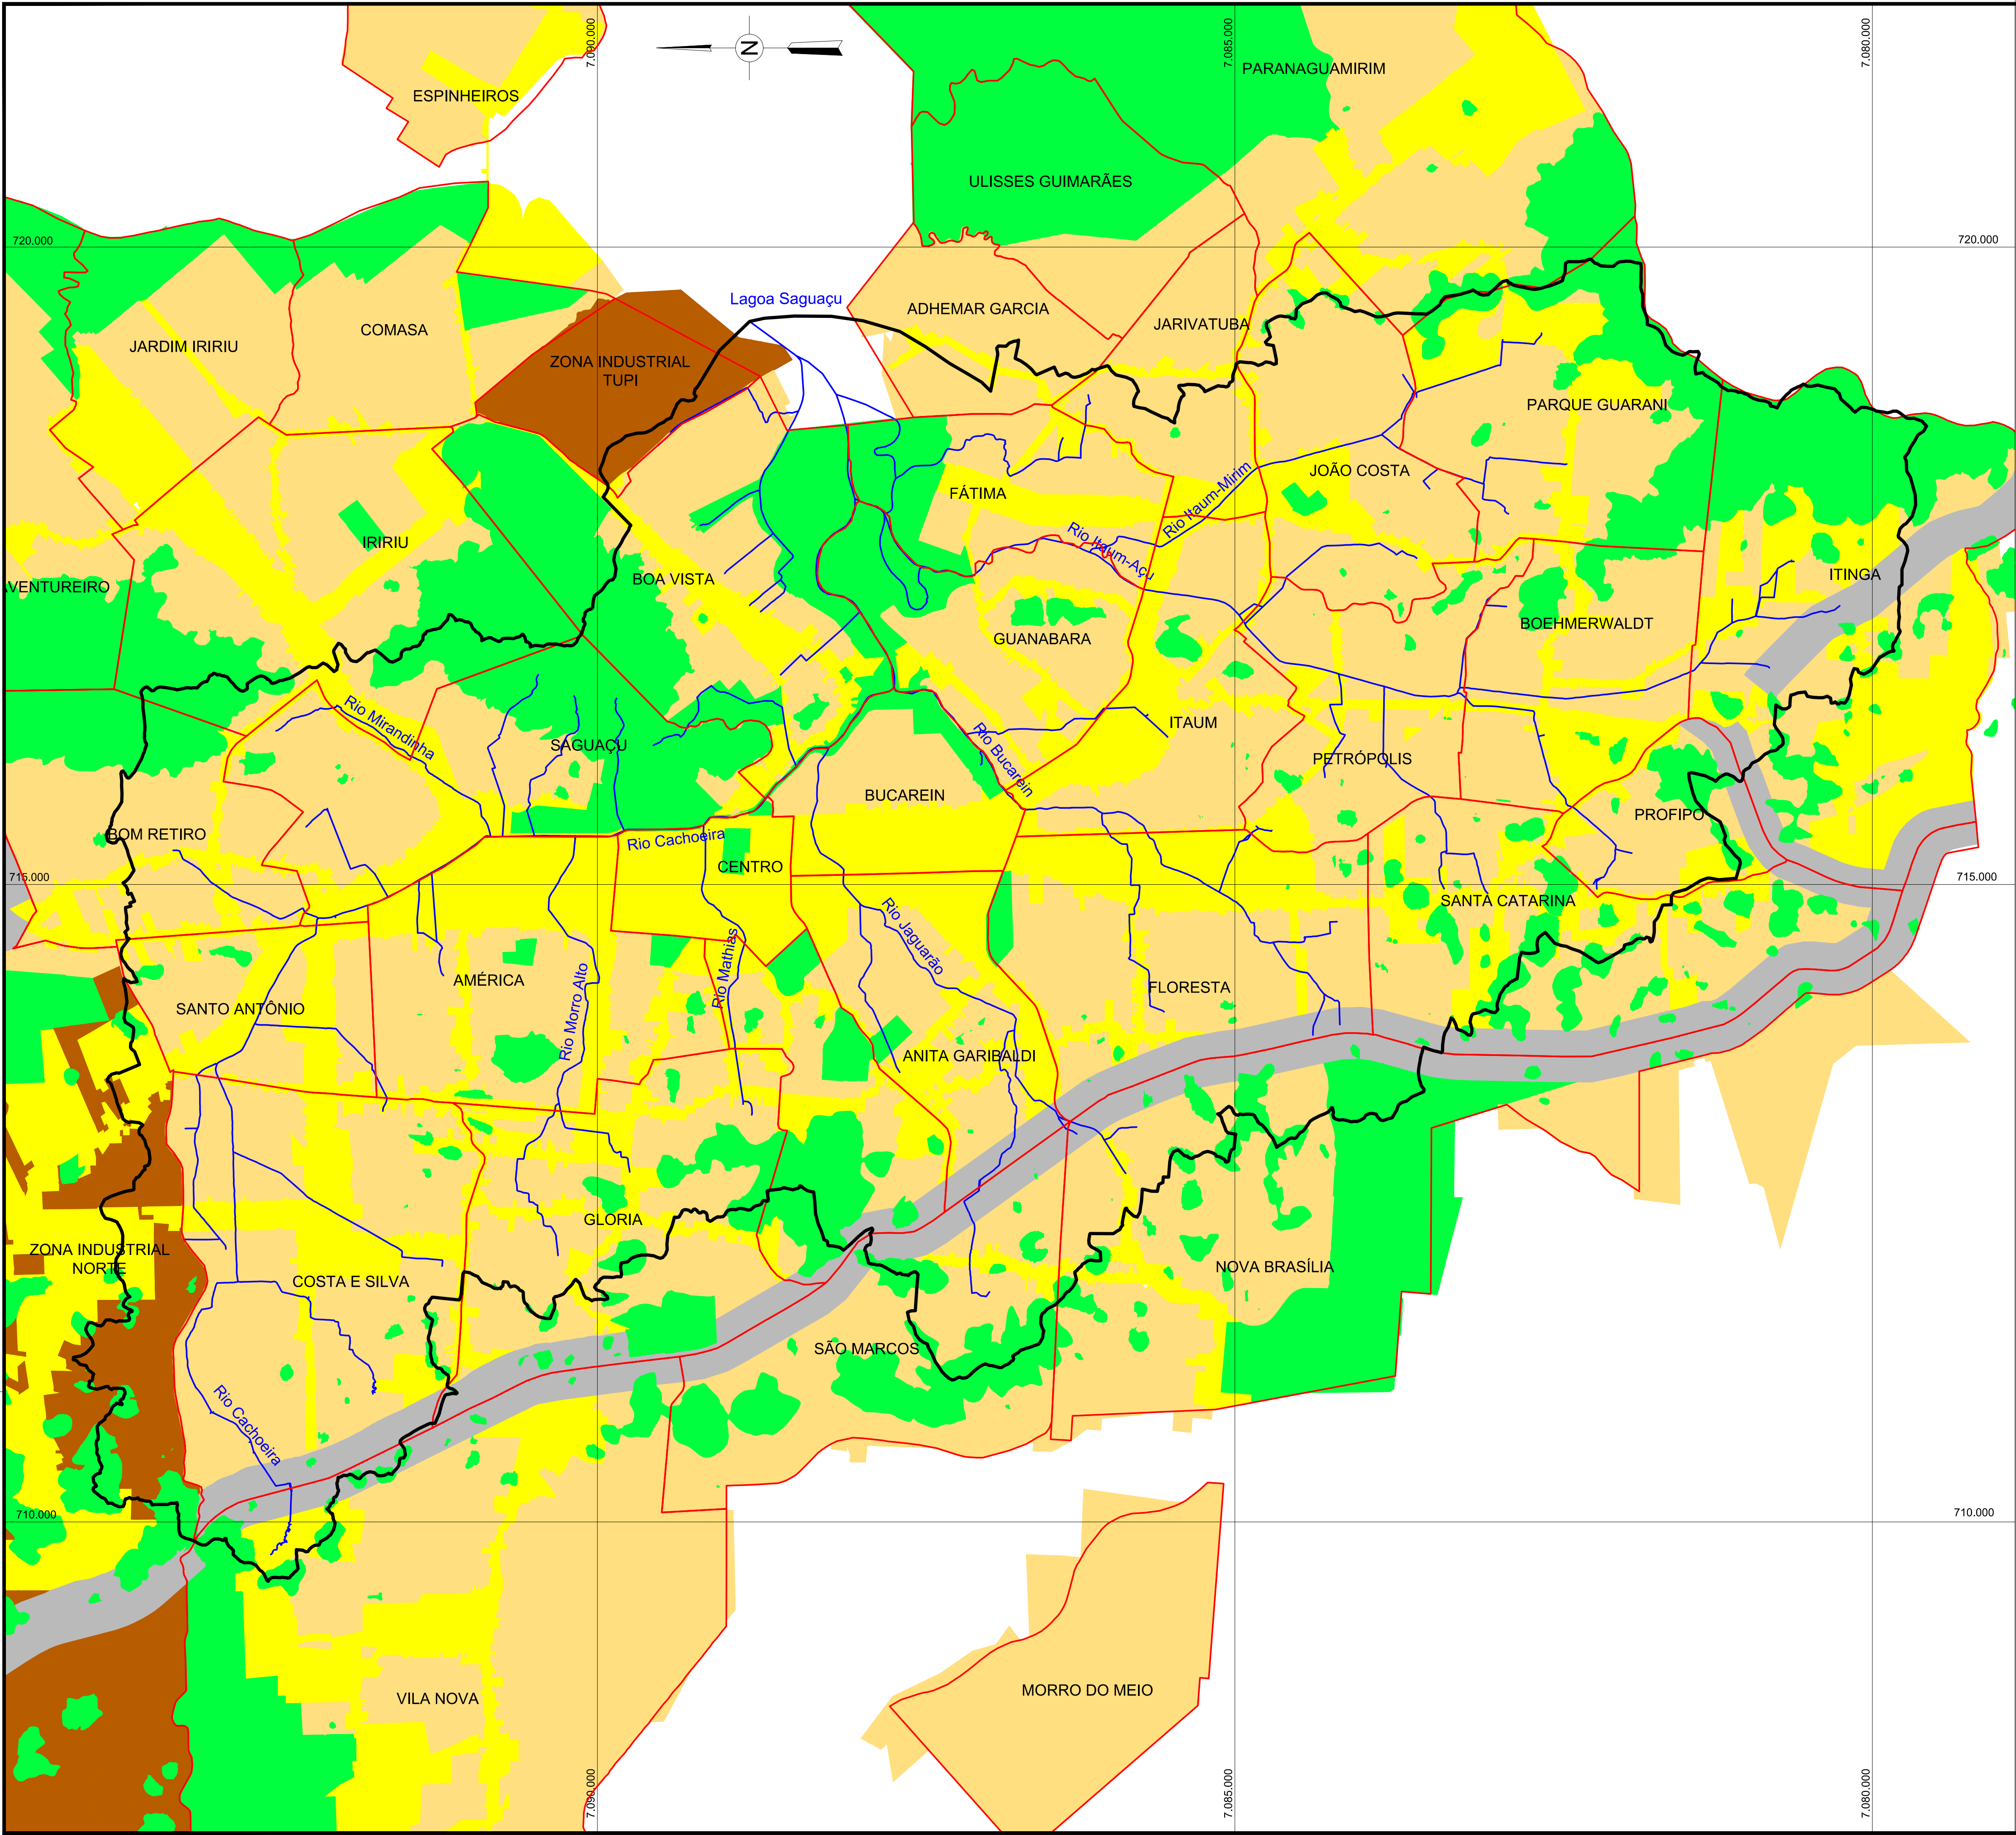 7.090.000
7.085.000
7.080.000
N
PARANAGUAMIRIM
ESPINHEIROS
ULISSES GUIMARÃES
720.000
720.000
Lagoa Saguaçu
ADHEMAR GARCIA
JARIVATUBA
COMASA
JARDIM IRIRIU
ZONA INDUSTRIAL
TUPI
PARQUE GUARANI
JOÃO COSTA
FÁTIMA
Rio Itaum-Mirim
IRIRIU
Rio Itaum-Açu
BOA VISTA
ITINGA
AVENTUREIRO
BOEHMERWALDT
GUANABARA
ITAUM
Rio Mirandinha
SAGUAÇU
Rio Bucarein
PETRÓPOLIS
BUCAREIN
PROFIPO
BOM RETIRO
Rio Cachoeira
CENTRO
715.000
715.000
SANTA CATARINA
Rio Jaguarão
Rio Mathias
AMÉRICA
FLORESTA
SANTO ANTÔNIO
Rio Morro Alto
ANITA GARIBALDI
GLORIA
ZONA INDUSTRIAL
NORTE
NOVA BRASÍLIA
COSTA E SILVA
SÃO MARCOS
Rio Cachoeira
710.000
710.000
MORRO DO MEIO
VILA NOVA
7.090.000
7.085.000
7.080.000